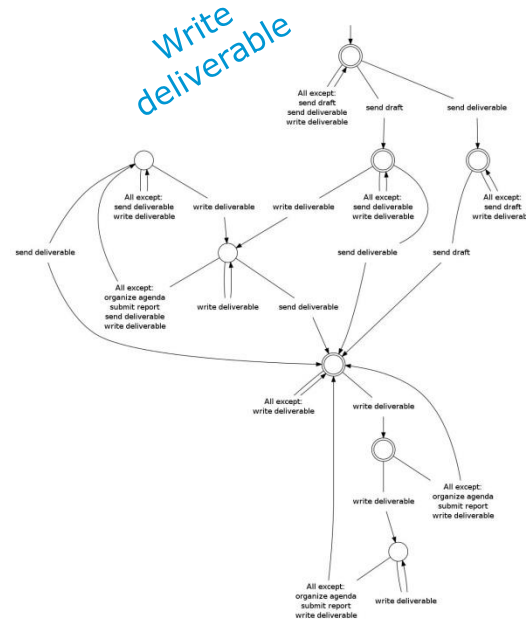 Write
deliverable
All except:
send draft
send deliverable
write deliverable
send draft
send deliverable
All except:
send deliverable
write deliverable
write deliverable
write deliverable
All except:
send deliverable
write deliverable
All except:
send draft
write deliverab
send deliverable
send deliverable
send draft
All except:
organize agenda
submit report
send deliverable
write deliverable
write deliverable
send deliverable
All except:
write deliverable
write deliverable
write deliverable
All except:
organize agenda
submit report
write deliverable
All except:
organize agenda
submit report
write deliverable
write deliverable